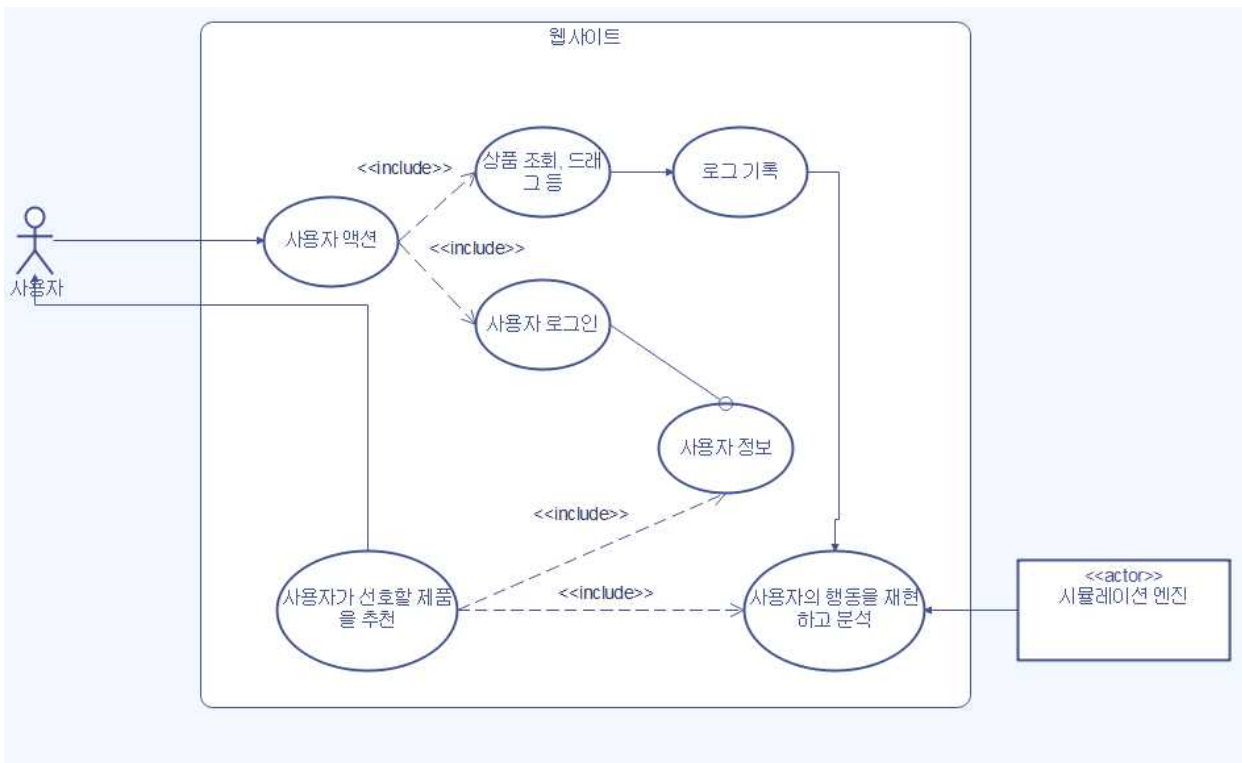 웹사이트
<<include>>
상품 조회, 드래
그 등
로그 기록
사용자 액션
<<include>>
사용자
사용자 로그인
사용자 정보
<<include>>
사용자가 선호할 제품
을 추천
<<include>>
사용자의 행동을 재현
하고 분석
<<actor>>
시뮬레이션 엔진